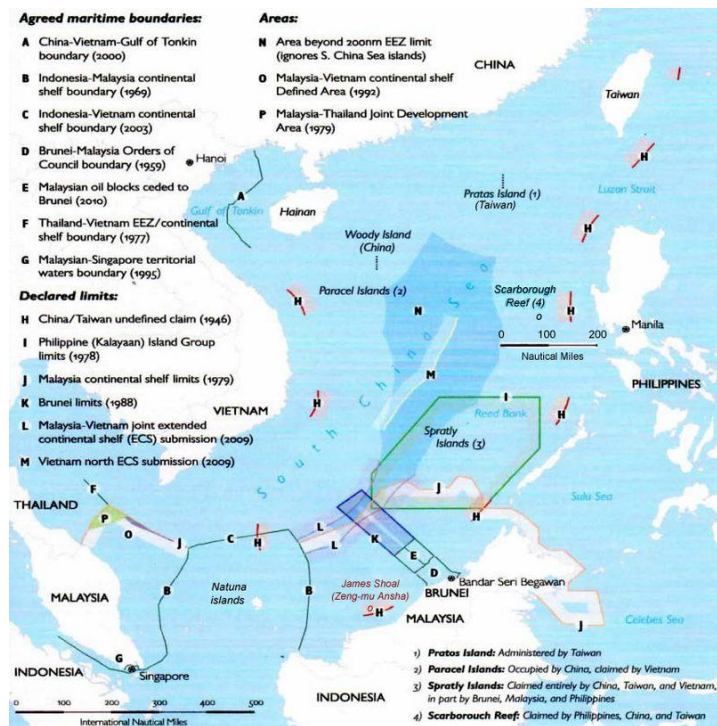 Agreed maritime boundaries:
A China-Vietnam-Gulf of Tonkin
boundary (2000)
B Indonesia-Malaysia continental
shelf boundary (1969)
C Indonesia-Vietnam continental
shelf boundary (2003)
D Brunei-Malaysia Orders of
Council boundary (1959)
E Malaysian oil blocks ceded to
Brunei (2010)
F Thailand-Vietnam EEZ/continental
shelf boundary (1977)
G Malaysian-Singapore territorial
waters boundary (1995)
Declared limits:
H China/Taiwan undefined claim (1946)
I Philippine (Kalayaan) Island Group
limits (1978)
J Malaysia continental shelf limits (1979)
K Brunei limits (1988)
L Malaysia-Vietnam joint extended
continental shelf (ECS) submission (2009)
M Vietnam north ECS submission (2009)
Areas:
N Area beyond 200nm EEZ limit
(ignores S. China Sea islands)
O Malaysia-Vietnam continental shelf
Defined Area (1992)
P Malaysia-Thailand Joint Development
Area (1979)
CHINA
Taiwan
Hanoi
H
A
Gulf of Tonkin
Hainan
Pratas Island (1)
(Taiwan)
Luzon Strait
H
Woody Island
(China)
Paracel Islands (2)
H
N
Scarborough
Reef (4)
H
0 100 200
Nautical Miles
Manila
South China Sea
M
PHILIPPINES
VIETNAM
H
I
Reed Bank
H
Spratly
Islands (3)
THAILAND
F
P
O
J
C
H
L
L
J
H
Sulu Sea
K
E
D
B
B
Natuna
islands
Bandar Seri Begawan
BRUNEI
MALAYSIA
James Shoal
(Zeng-mu Ansha)
H
MALAYSIA
J
Celebes Sea
G
Singapore
INDONESIA
INDONESIA
0 100 200 300 400 500
International Nautical Miles
1) Pratos Island: Administered by Taiwan
2) Paracel Islands: Occupied by China, claimed by Vietnam
3) Spratly Islands: Claimed entirely by China, Taiwan, and Vietnam,
in part by Brunei, Malaysia, and Philippines
4) Scarborouch Reef: Claimed by Philippines, China, and Taiwan